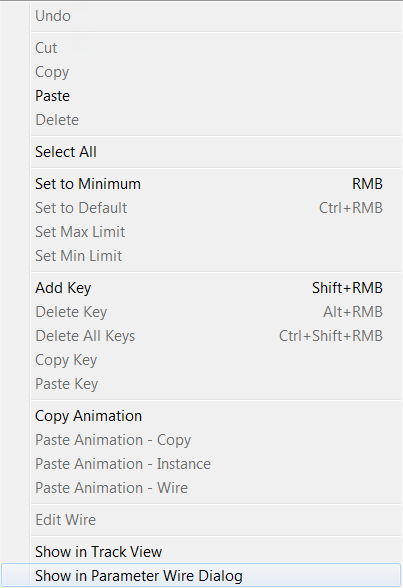 Undo
Cut
Copy
Paste
Delete
Select All
Set to Minimum RMB
Set to Default Ctrl+RMB
Set Max Limit
Set Min Limit
Add Key Shift+RMB
Delete Key Alt+RMB
Delete All Keys Ctrl+Shift+RMB
Copy Key
Paste Key
Copy Animation
Paste Animation - Copy
Paste Animation - Instance
Paste Animation - Wire
Edit Wire
Show in Track View
Show in Parameter Wire Dialog